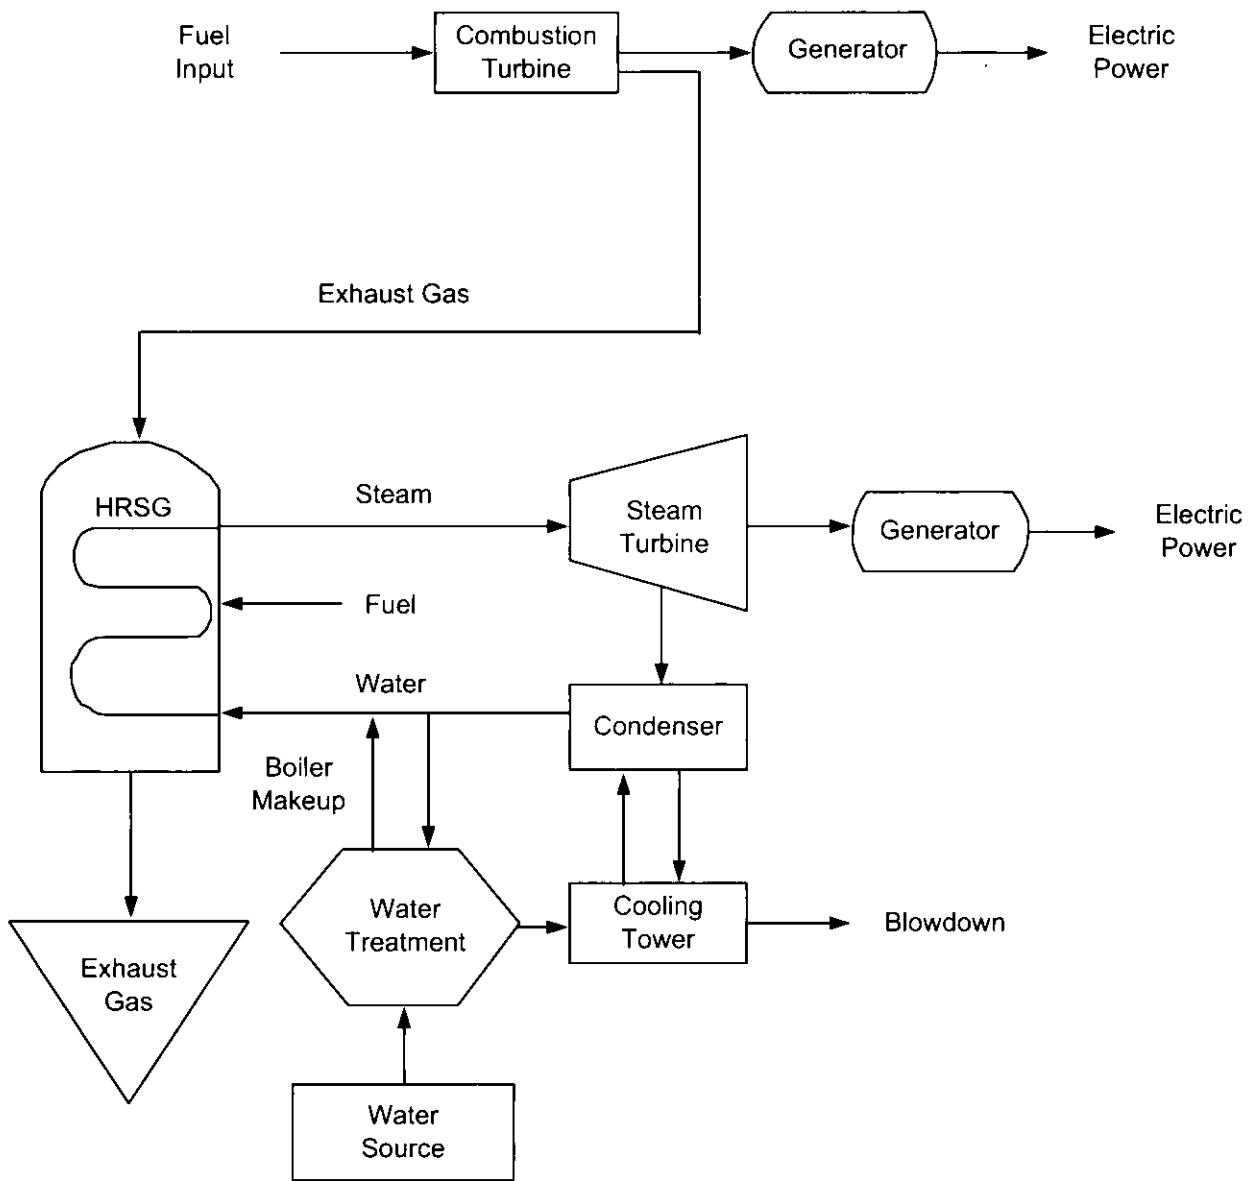 Fuel
Input
Combustion
Turbine
Generator
Electric
Power
Exhaust Gas
HRSG
Steam
Steam
Turbine
Generator
Electric
Power
Fuel
Water
Condenser
Boiler
Makeup
Water
Treatment
Cooling
Tower
Blowdown
Exhaust
Gas
Water
Source